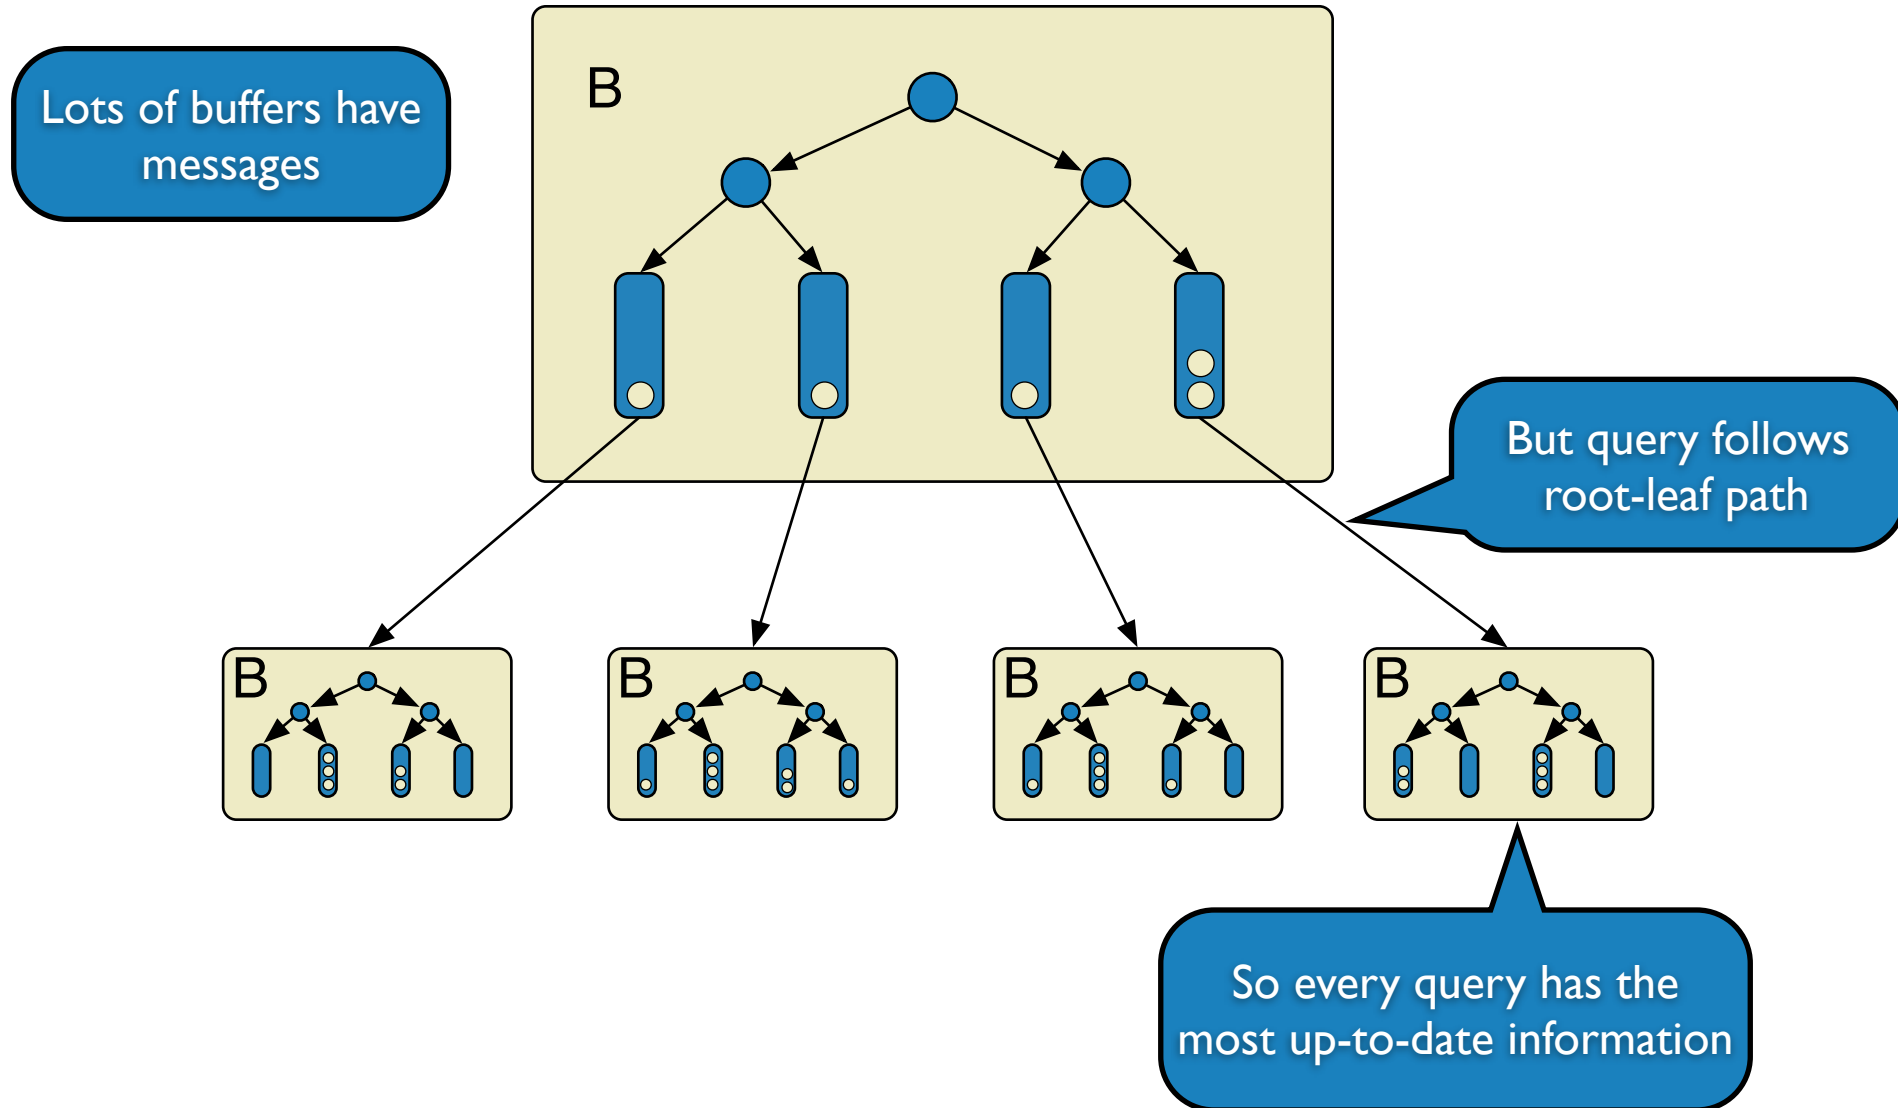 Lots of buffers have
messages
B
But query follows
root-leaf path
B
B
B
B
So every query has the
most up-to-date information